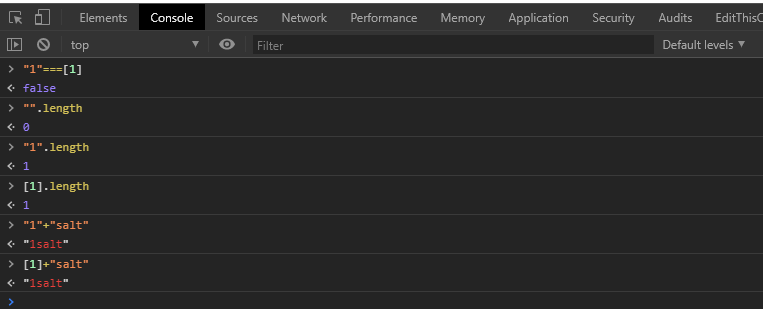 Elements Console Sources Network Performance Memory Application Security Audits EditThisC
top ▼ Filter Default levels ▼
> "1"===[1]
<· false
> "".length
<· 0
> "1".length
<· 1
> [1].length
<· 1
> "1"+"salt"
<· "1salt"
> [1]+"salt"
<· "1salt"
>